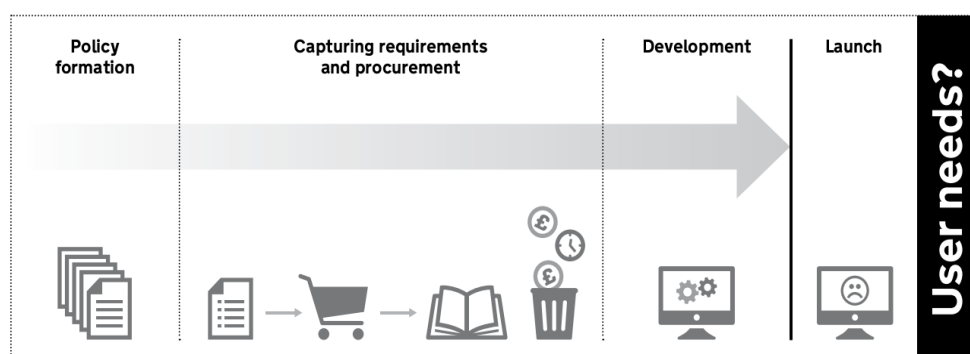 Policy
formation
Capturing requirements
and procurement
Development
Launch
User needs?
£
£